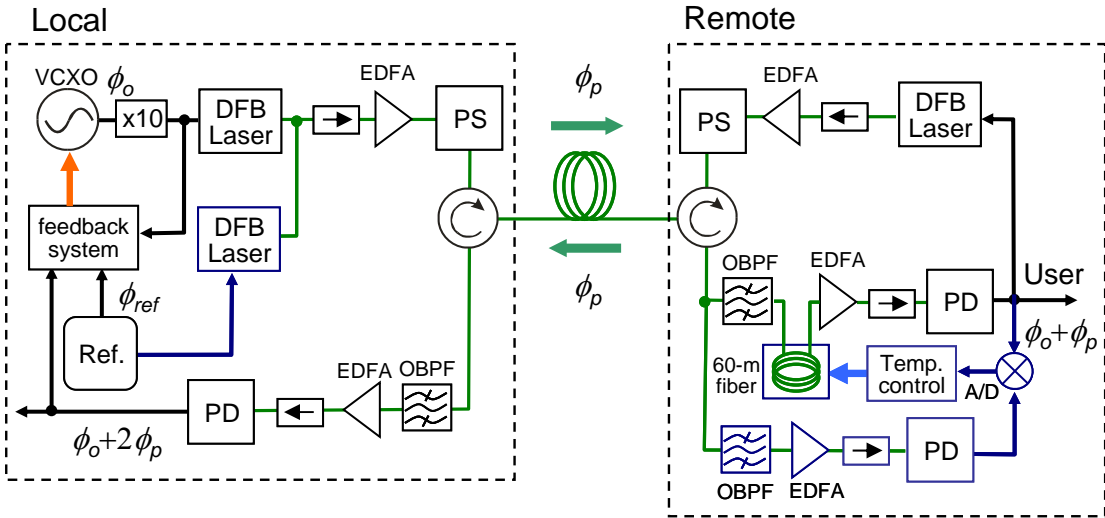 Local
Remote
VCXO
ϕo
x10
DFB
Laser
EDFA
PS
ϕp
PS
EDFA
DFB
Laser
feedback
system
DFB
Laser
ϕref
Ref.
ϕp
OBPF
EDFA
PD
User
ϕo+ϕp
60-m
fiber
Temp.
control
A/D
EDFA
OBPF
PD
ϕo+2ϕp
PD
OBPF
EDFA